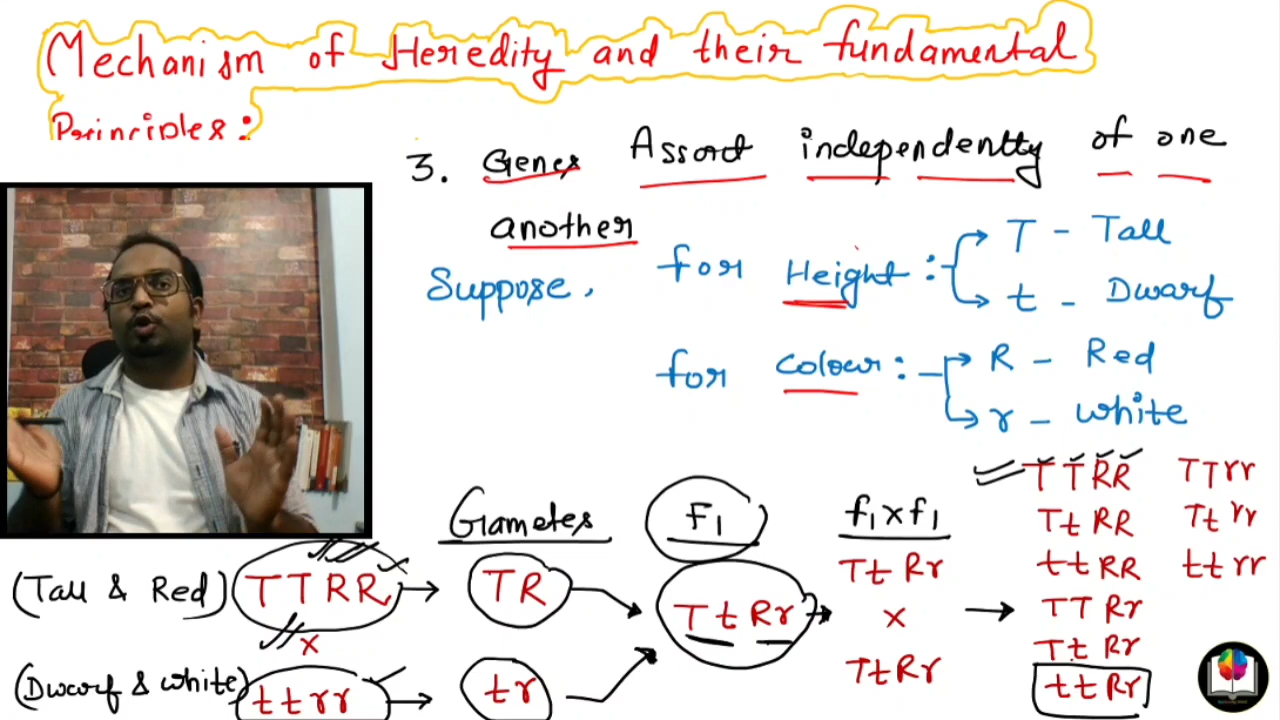 Mechanism of Heredity and their fundamental
Principles:
3. Genes Assort independently of one
another
Suppose,
for Height: T - Tall
t - Dwarf
for Colour: R - Red
r - white
Gametes
F1
f1 x f1
(Tall & Red) TTRR
TR
x
(Dwarf & white) ttrr
tr
TtRr
TtRr
x
TtRr
TTRR TTrr
TtRR Ttrr
ttRR ttrr
TTRr
TtRr
ttRr